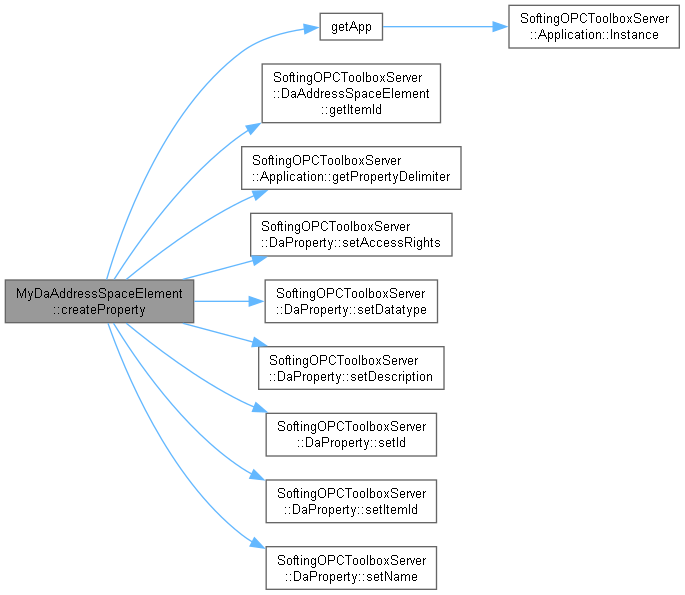 getApp
SoftingOPCToolboxServer
::Application::Instance
SoftingOPCToolboxServer
::DaAddressSpaceElement
::getItemId
SoftingOPCToolboxServer
::Application::getPropertyDelimiter
SoftingOPCToolboxServer
::DaProperty::setAccessRights
MyDaAddressSpaceElement
::createProperty
SoftingOPCToolboxServer
::DaProperty::setDatatype
SoftingOPCToolboxServer
::DaProperty::setDescription
SoftingOPCToolboxServer
::DaProperty::setId
SoftingOPCToolboxServer
::DaProperty::setItemId
SoftingOPCToolboxServer
::DaProperty::setName